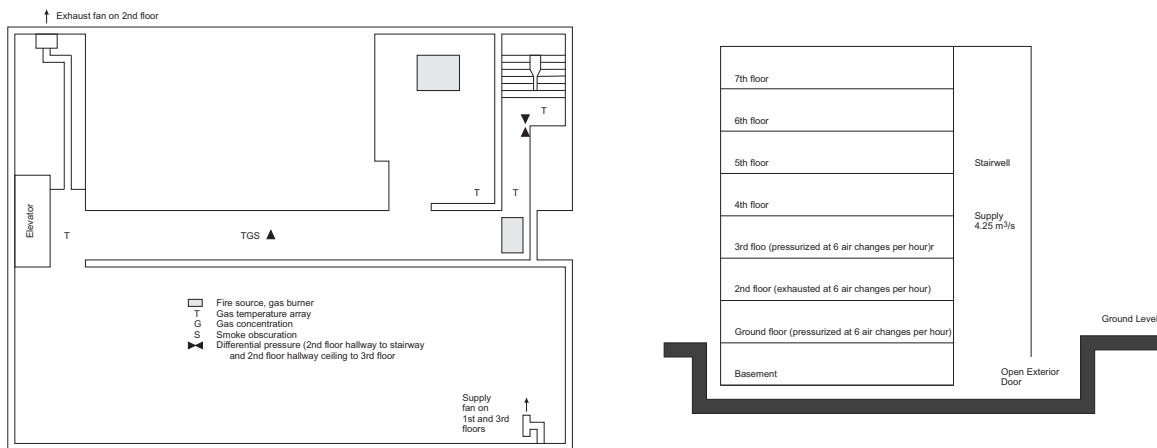 Exhaust fan on 2nd floor
T
T
T
Elevator
T
TGS
Fire source, gas burner
T Gas temperature array
G Gas concentration
S Smoke obscuration
Differential pressure (2nd floor hallway to stairway
and 2nd floor hallway ceiling to 3rd floor
Supply
fan on
1st and 3rd
floors
7th floor
6th floor
5th floor
Stairwell
4th floor
Supply
4.25 m³/s
3rd floo (pressurized at 6 air changes per hour)r
2nd floor (exhausted at 6 air changes per hour)
Ground Level
Ground floor (pressurized at 6 air changes per hour)
Basement
Open Exterior
Door